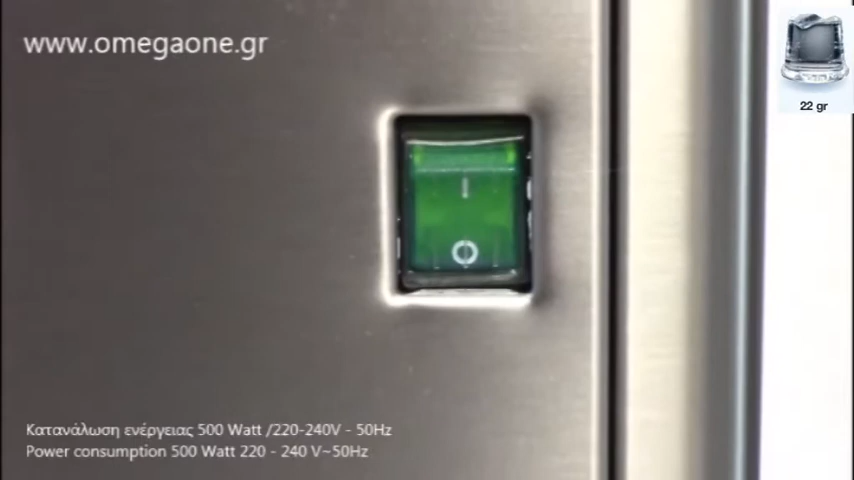 www.omegaone.gr
22 gr
I
O
Κατανάλωση ενέργειας 500 Watt /220-240V - 50Hz
Power consumption 500 Watt 220 - 240 V~50Hz